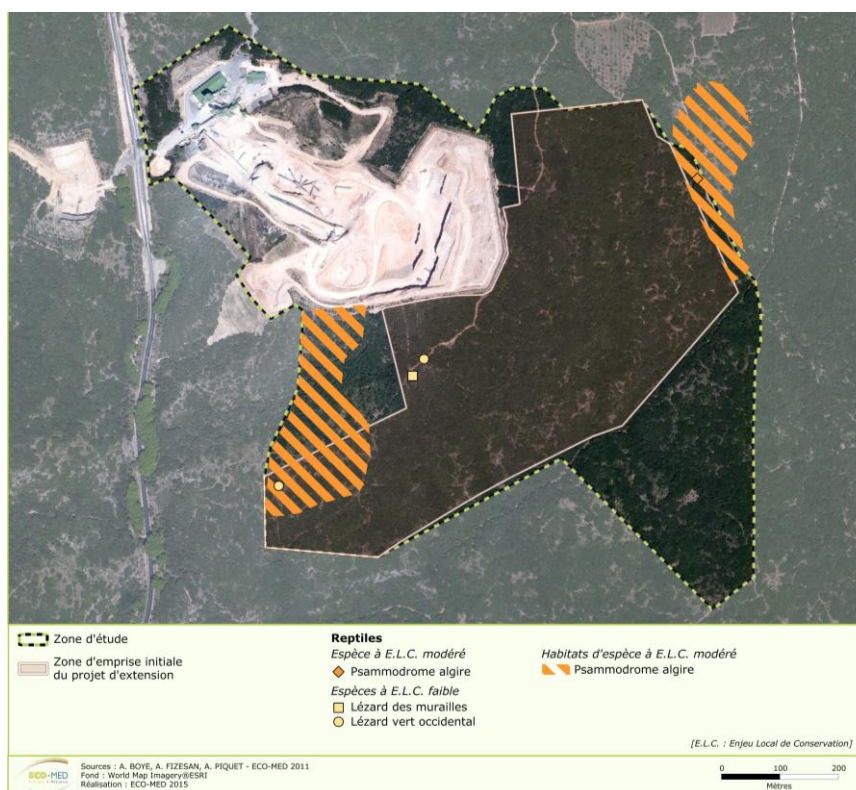 Zone d'étude
Zone d'emprise initiale
du projet d'extension
Reptiles
Espèce à E.L.C. modéré
Psammodrome algire
Espèces à E.L.C. faible
Lézard des murailles
Lézard vert occidental
Habitats d'espèce à E.L.C. modéré
Psammodrome algire
[E.L.C. : Enjeu Local de Conservation]
ECO-MED
Sources : A. BOYE, A. FIZESAN, A. PIQUET - ECO-MED 2011
Fond : World Map Imagery@ESRI
Réalisation : ECO-MED 2015
0 100 200
Mètres